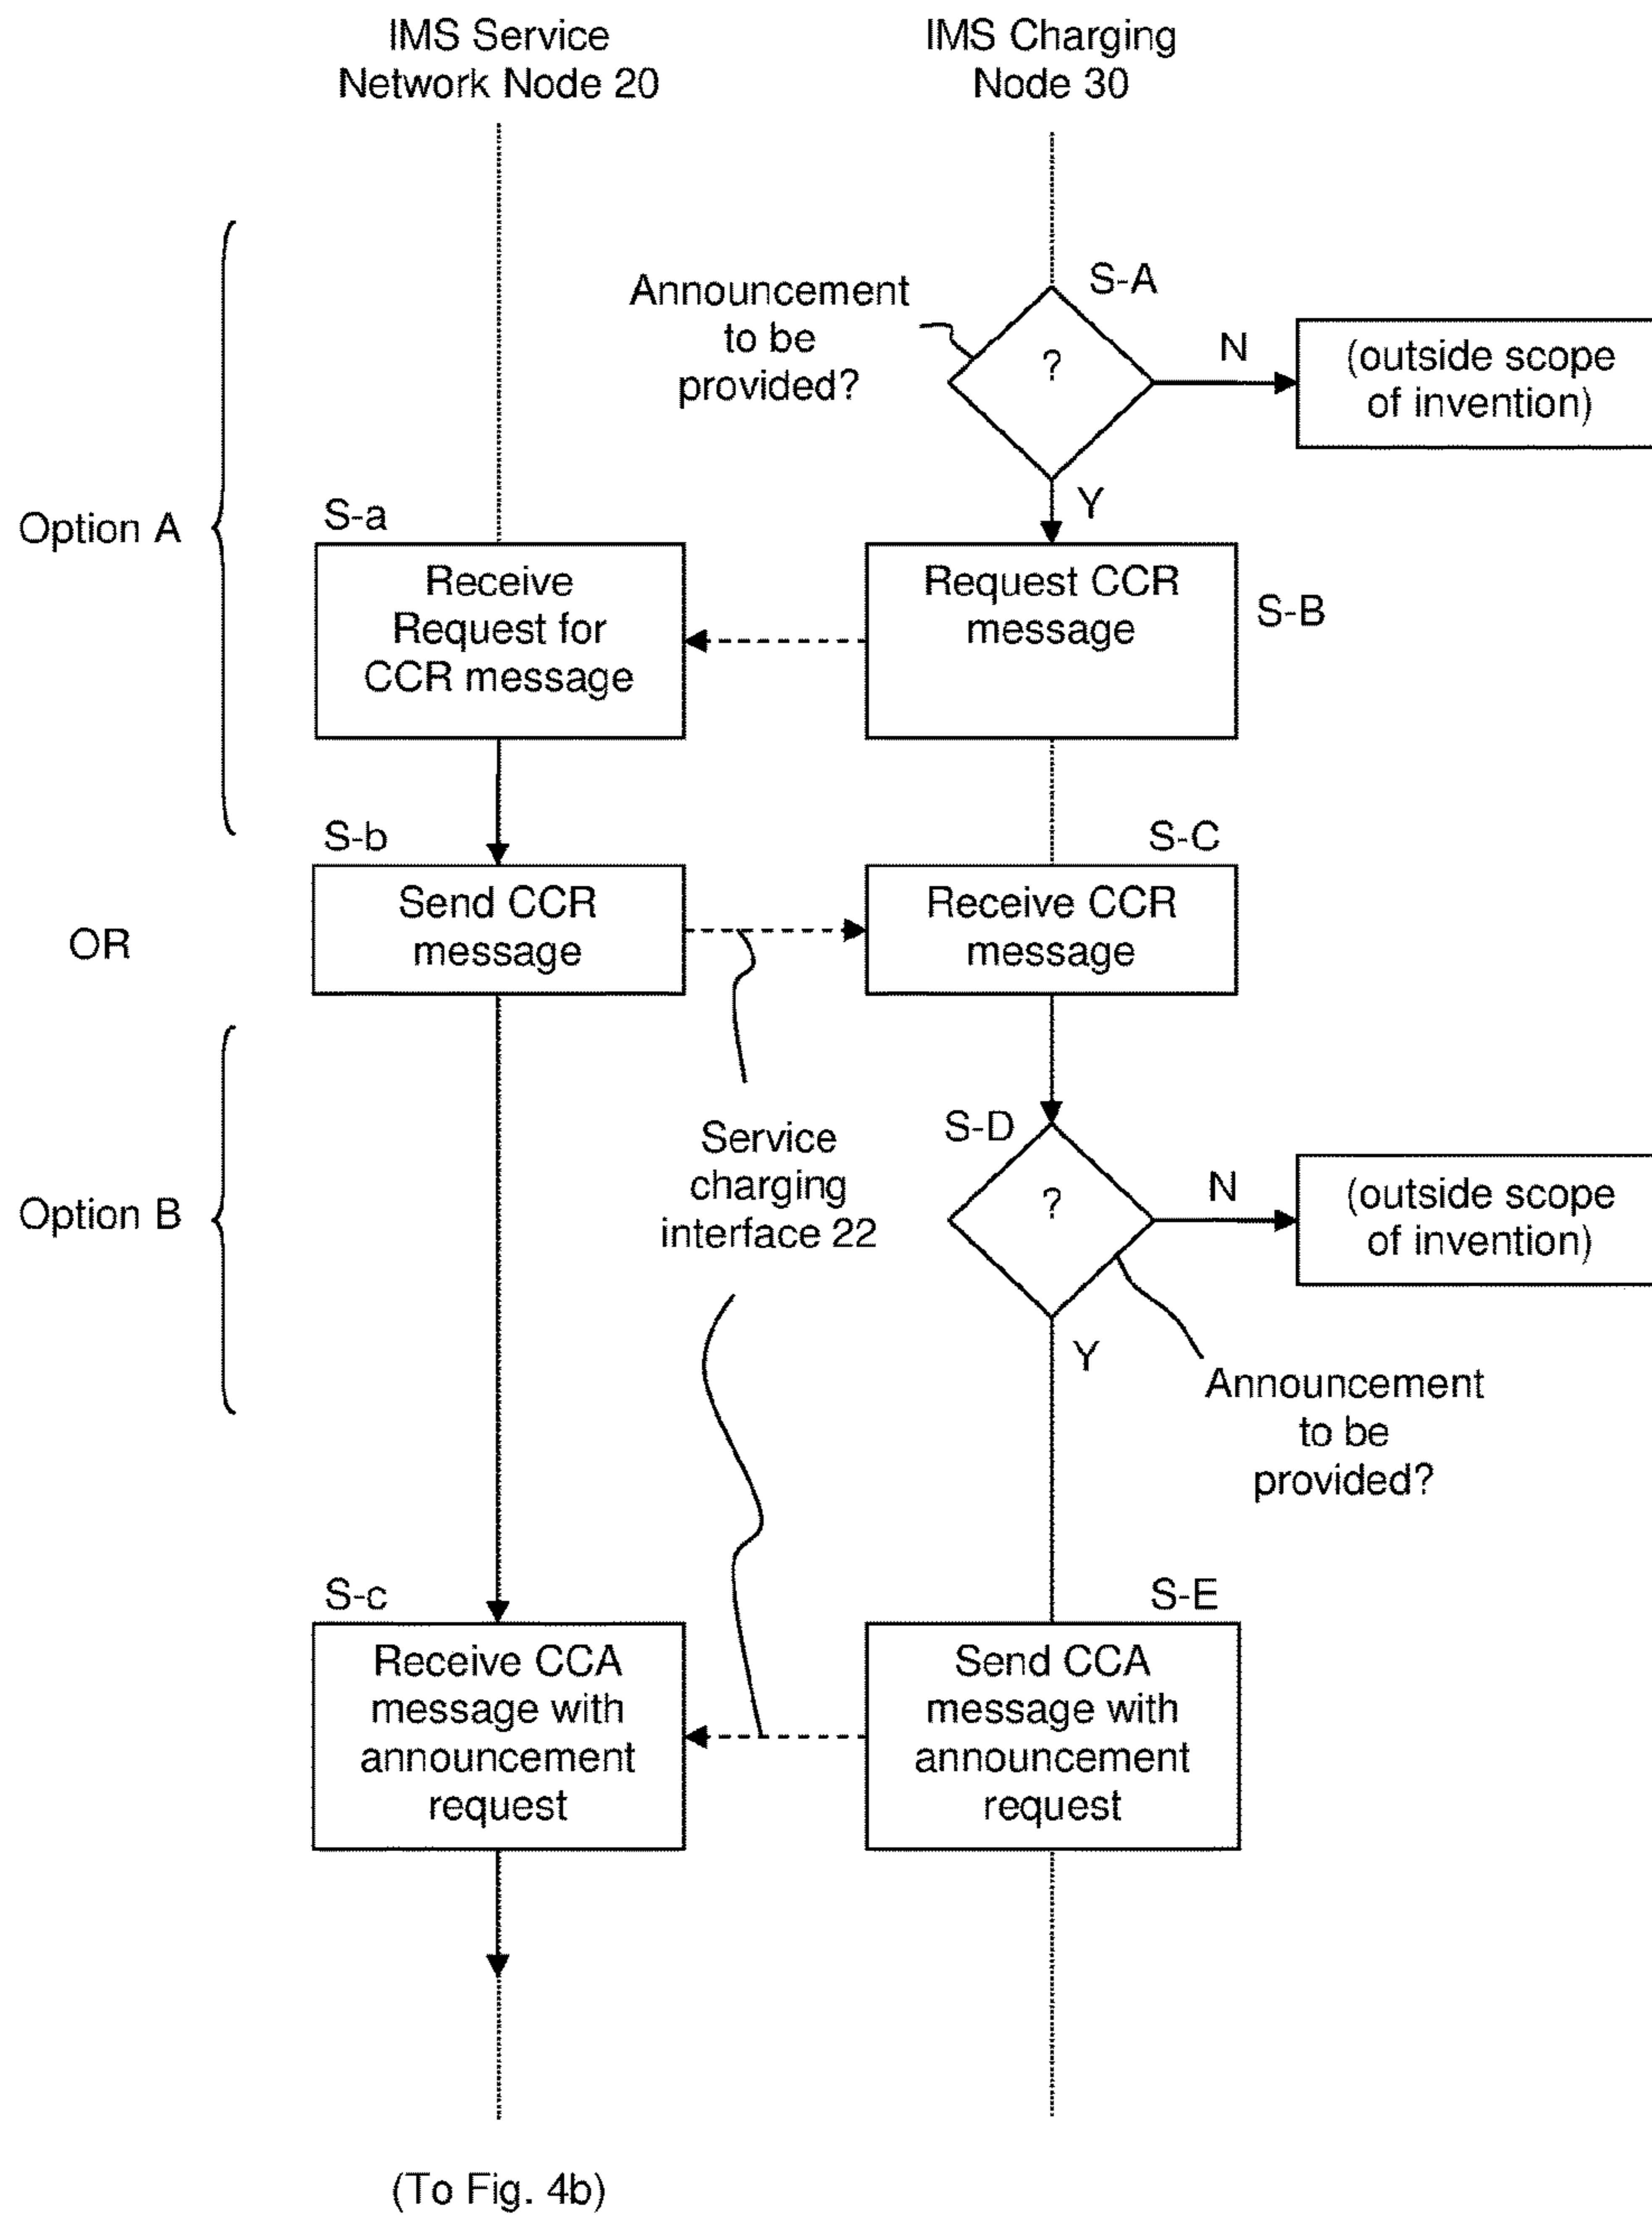 IMS Service
Network Node 20
IMS Charging
Node 30
S-A
Announcement
to be
provided?
?
N
(outside scope
of invention)
Y
Option A
S-a
Receive
Request for
CCR message
Request CCR
message
S-B
S-b
Send CCR
message
S-C
Receive CCR
message
OR
Service
charging
interface 22
S-D
?
N
(outside scope
of invention)
Option B
Y
Announcement
to be
provided?
S-c
Receive CCA
message with
announcement
request
S-E
Send CCA
message with
announcement
request
(To Fig. 4b)